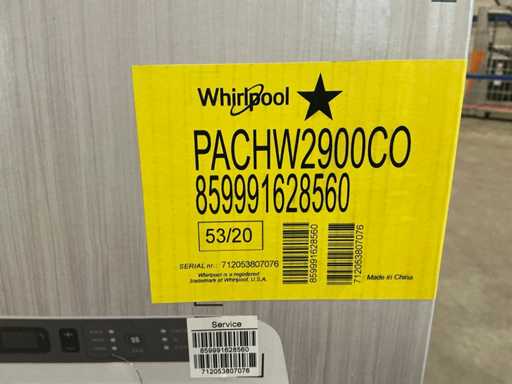 Whirlpool
PACHW2900CO
859991628560
53/20
SERIAL nr.: 712053807076
Whirlpool is a registered
Trademark of Whirlpool, U.S.A.
859991628560
712053807076
Made in China
Service
859991628560
712053807076